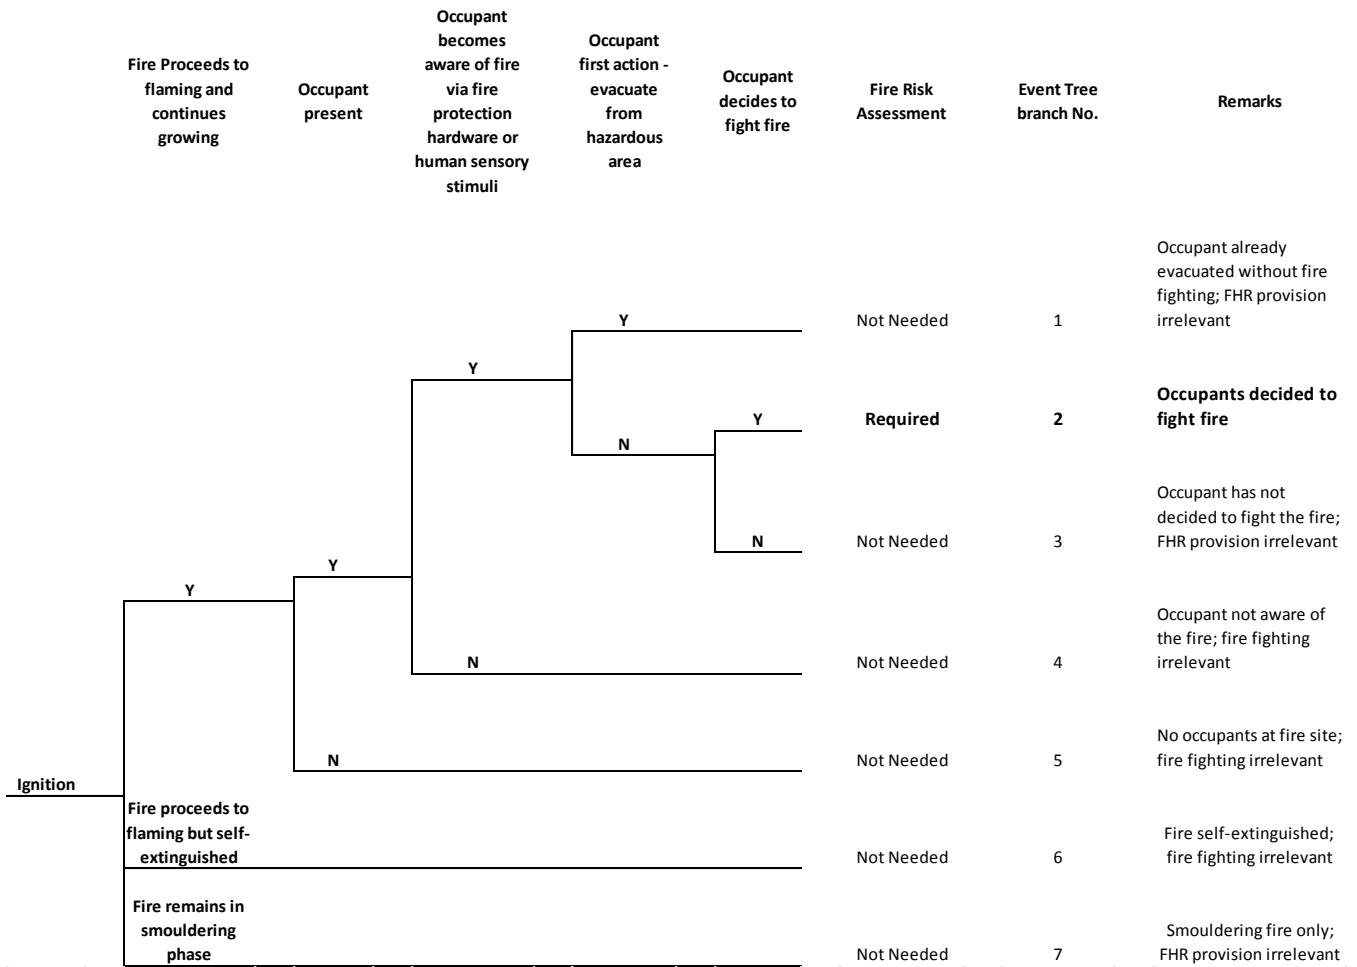 Fire Proceeds to
flaming and
continues
growing
Occupant
present
Occupant
becomes
aware of fire
via fire
protection
hardware or
human sensory
stimuli
Occupant
first action -
evacuate
from
hazardous
area
Occupant
decides to
fight fire
Fire Risk
Assessment
Event Tree
branch No.
Remarks
Occupant already
evacuated without fire
fighting; FHR provision
irrelevant
Y
Not Needed
1
Y
Occupants decided to
fight fire
Y
Required
2
N
Occupant has not
decided to fight the fire;
FHR provision irrelevant
N
Not Needed
3
Y
Y
Occupant not aware of
the fire; fire fighting
irrelevant
N
Not Needed
4
No occupants at fire site;
fire fighting irrelevant
N
Not Needed
5
Ignition
Fire proceeds to
flaming but self-
extinguished
Not Needed
6
Fire self-extinguished;
fire fighting irrelevant
Fire remains in
smouldering
phase
Not Needed
7
Smouldering fire only;
FHR provision irrelevant